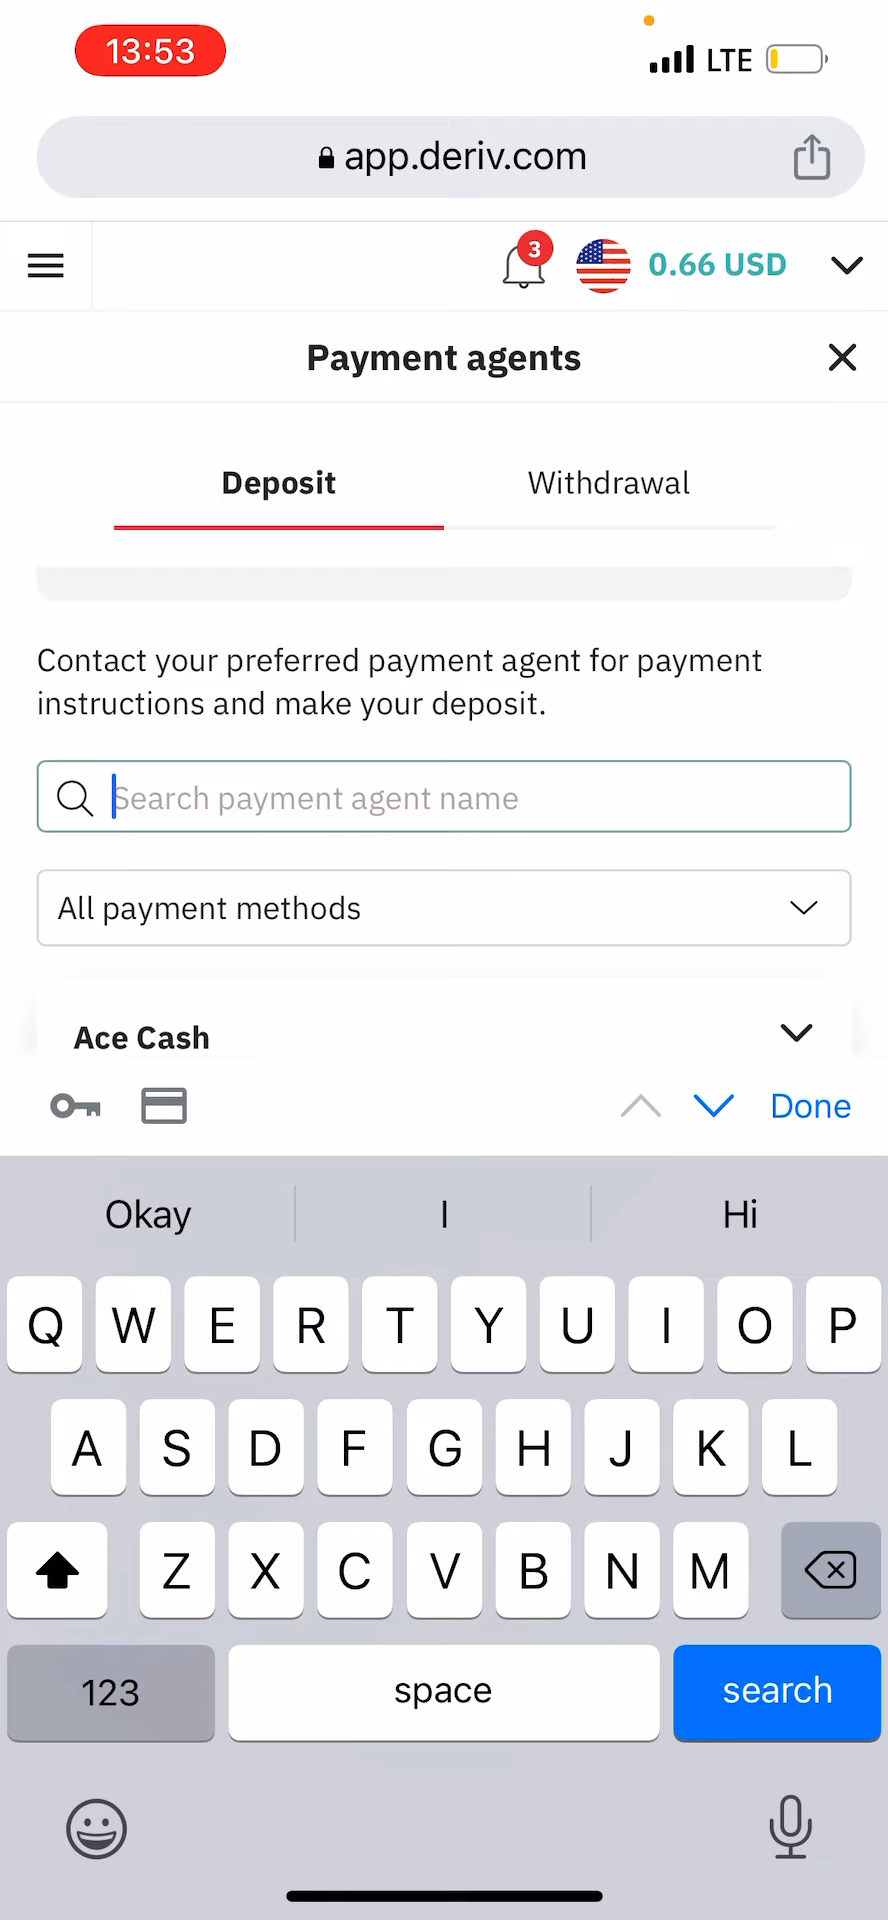 13:53
LTE
app.deriv.com
3
0.66 USD
Payment agents
Deposit
Withdrawal
Contact your preferred payment agent for payment
instructions and make your deposit.
Search payment agent name
All payment methods
Ace Cash
Done
Okay
I
Hi
Q W E R T Y U I O P
A S D F G H J K L
Z X C V B N M
123
space
search